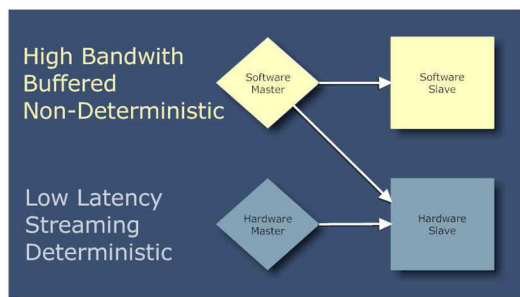 High Bandwith
Buffered
Non-Deterministic
Software
Master
Software
Slave
Low Latency
Streaming
Deterministic
Hardware
Master
Hardware
Slave